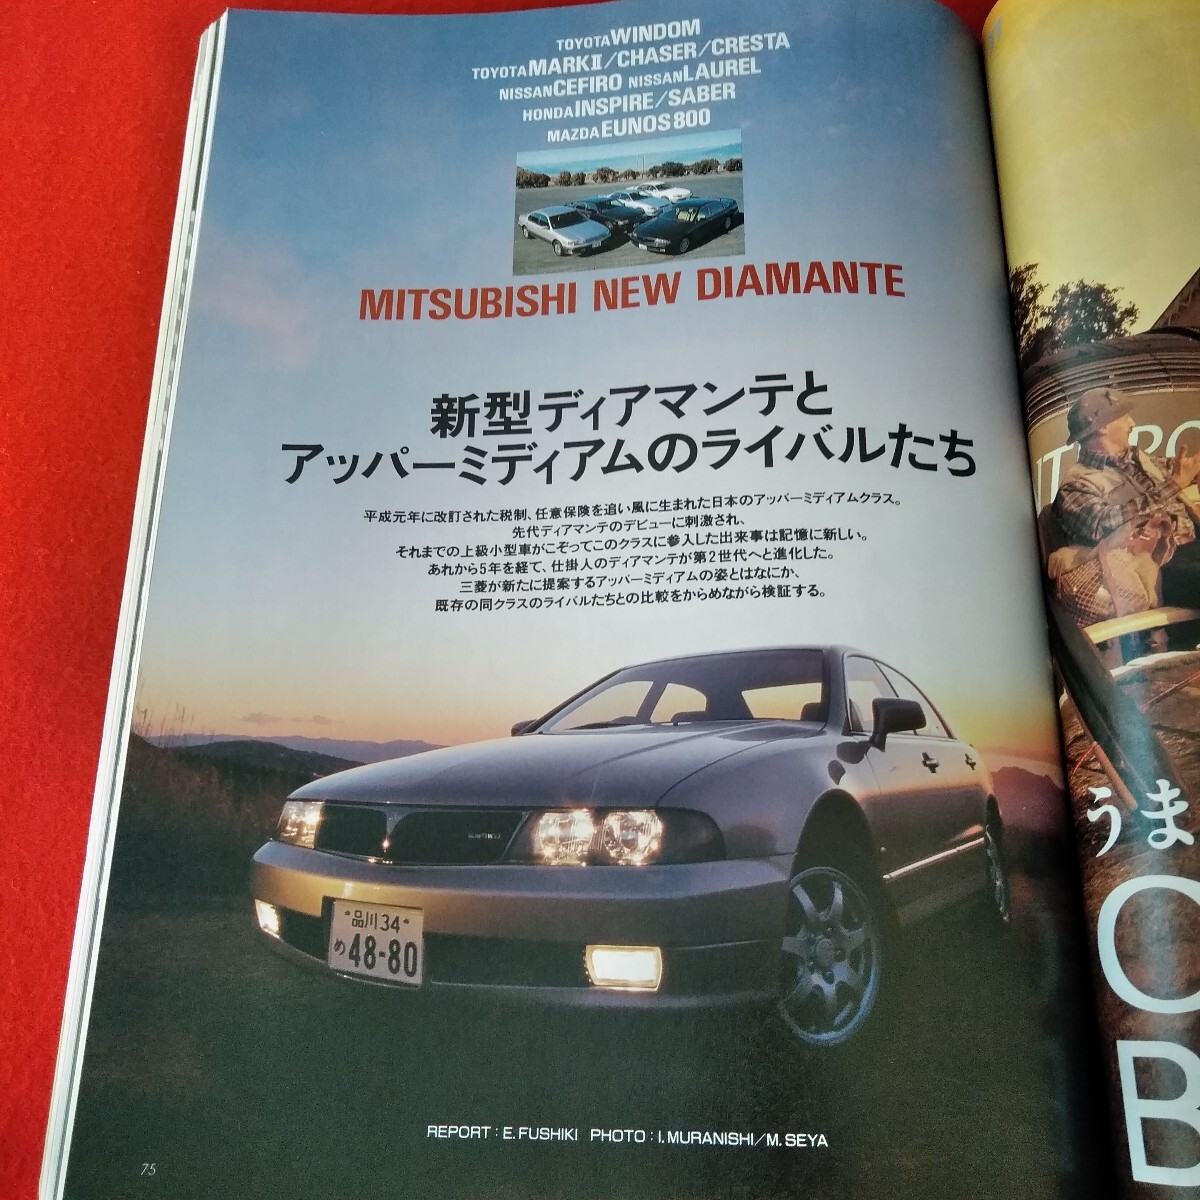 TOYOTA WINDOM
TOYOTA MARKⅡ/CHASER/CRESTA
NISSAN CEFIRO NISSAN LAUREL
HONDA INSPIRE/SABER
MAZDA EUNOS 800
MITSUBISHI NEW DIAMANTE
新型ディアマンテと
アッパーミディアムのライバルたち
平成元年に改訂された税制、任意保険を追い風に生まれた日本のアッパーミディアムクラス。
先代ディアマンテのデビューに刺激され、
それまでの上級小型車がこぞってこのクラスに参入した出来事は記憶に新しい。
あれから5年を経て、仕掛人のディアマンテが第2世代へと進化した。
三菱が新たに提案するアッパーミディアムの姿とはなにか、
既存の同クラスのライバルたちとの比較をからめながら検証する。
品川 34
め 48-80
REPORT : E. FUSHIKI PHOTO : I. MURANISHI/M. SEYA
75
うま
O
B